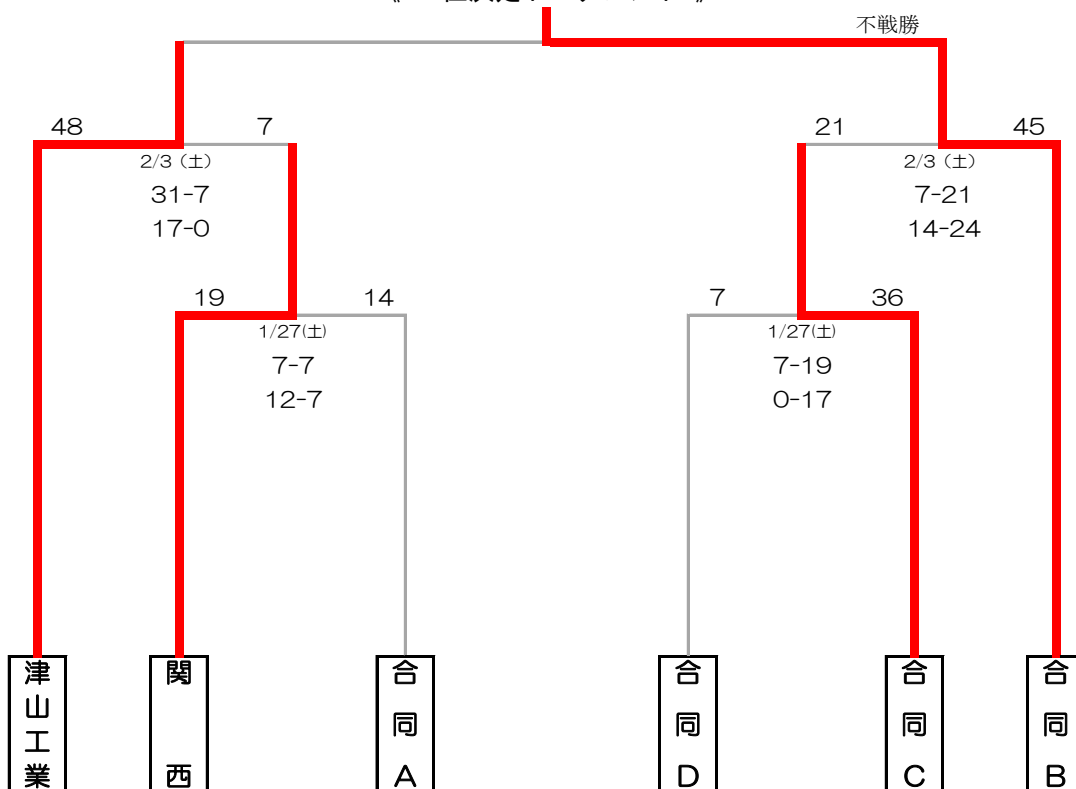 不戦勝
48 7
21 45
2/3（土）
31-7
17-0
2/3（土）
7-21
14-24
19 14
7 36
1/27(土)
7-7
12-7
1/27(土)
7-19
0-17
津山工業
関西
合同A
合同D
合同C
合同B